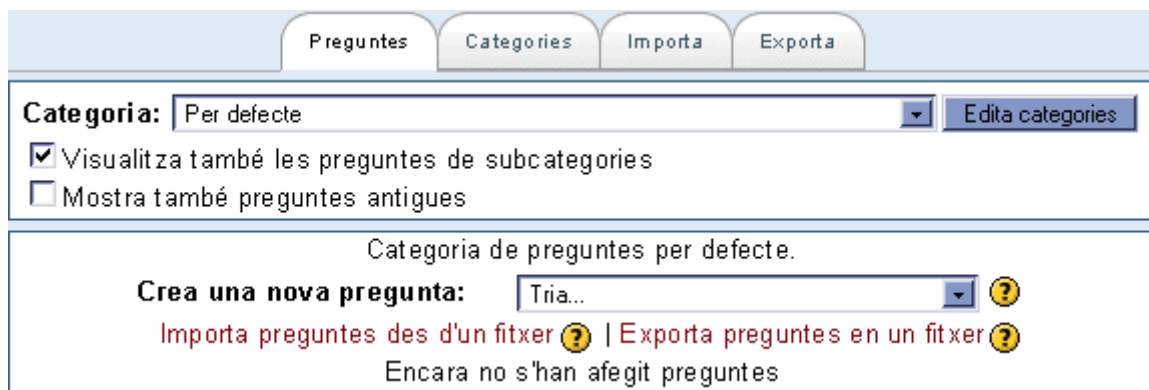 Preguntes Categories Importa Exporta
Categoria: Per defecte Edita categories
Visualitza també les preguntes de subcategories
Mostra també preguntes antigues
Categoria de preguntes per defecte.
Crea una nova pregunta: Tria... ?
Importa preguntes des d'un fitxer ? | Exporta preguntes en un fitxer ?
Encara no s'han afegit preguntes